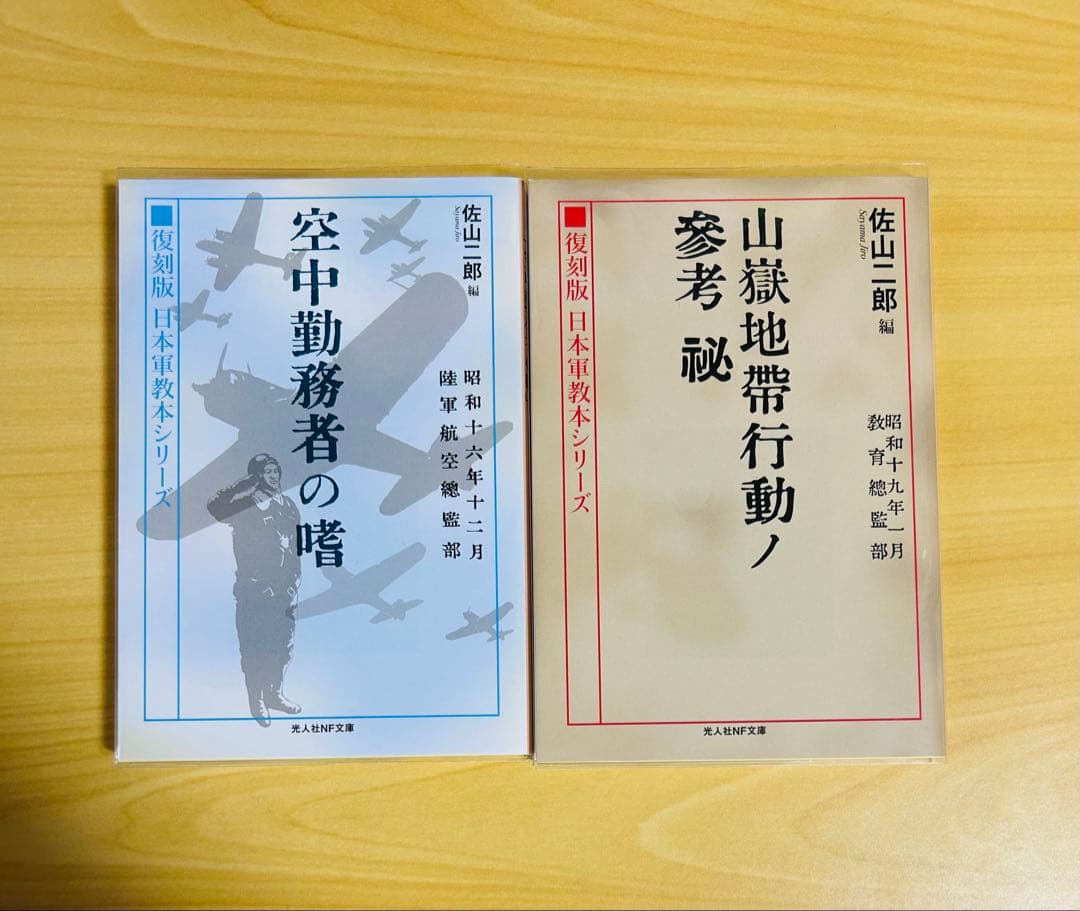 佐山二郎 編
Sayama Jiro
空中勤務者の嗜
昭和十六年十二月
陸軍航空總監部
■復刻版 日本軍教本シリーズ
光人社NF文庫
佐山二郎 編
Sayama Jiro
山嶽地帶行動ノ
參考 祕
昭和十九年一月
教育總監部
■復刻版 日本軍教本シリーズ
光人社NF文庫